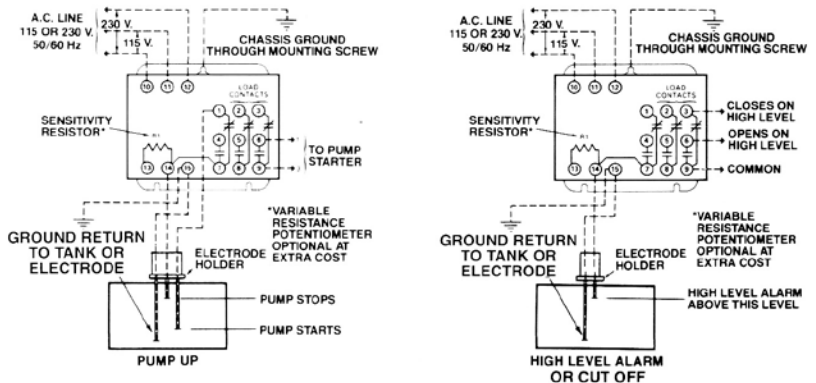 A.C. LINE
115 OR 230 V.
50/60 Hz
230 V.
115 V.
CHASSIS GROUND
THROUGH MOUNTING SCREW
10 11 12
LOAD
CONTACTS
1 2 3
SENSITIVITY
RESISTOR*
R1
4 5 6
TO PUMP
STARTER
13 14 15 7 8 9
*VARIABLE
RESISTANCE
POTENTIOMETER
OPTIONAL AT
EXTRA COST
GROUND RETURN
TO TANK OR
ELECTRODE
ELECTRODE
HOLDER
PUMP STOPS
PUMP STARTS
PUMP UP
A.C. LINE
115 OR 230 V.
50/60 Hz
230 V.
115 V.
CHASSIS GROUND
THROUGH MOUNTING SCREW
10 11 12
LOAD
CONTACTS
1 2 3
CLOSES ON
HIGH LEVEL
SENSITIVITY
RESISTOR*
R1
4 5 6
OPENS ON
HIGH LEVEL
13 14 15 7 8 9
COMMON
*VARIABLE
RESISTANCE
POTENTIOMETER
OPTIONAL AT
EXTRA COST
GROUND RETURN
TO TANK OR
ELECTRODE
ELECTRODE
HOLDER
HIGH LEVEL ALARM
ABOVE THIS LEVEL
HIGH LEVEL ALARM
OR CUT OFF